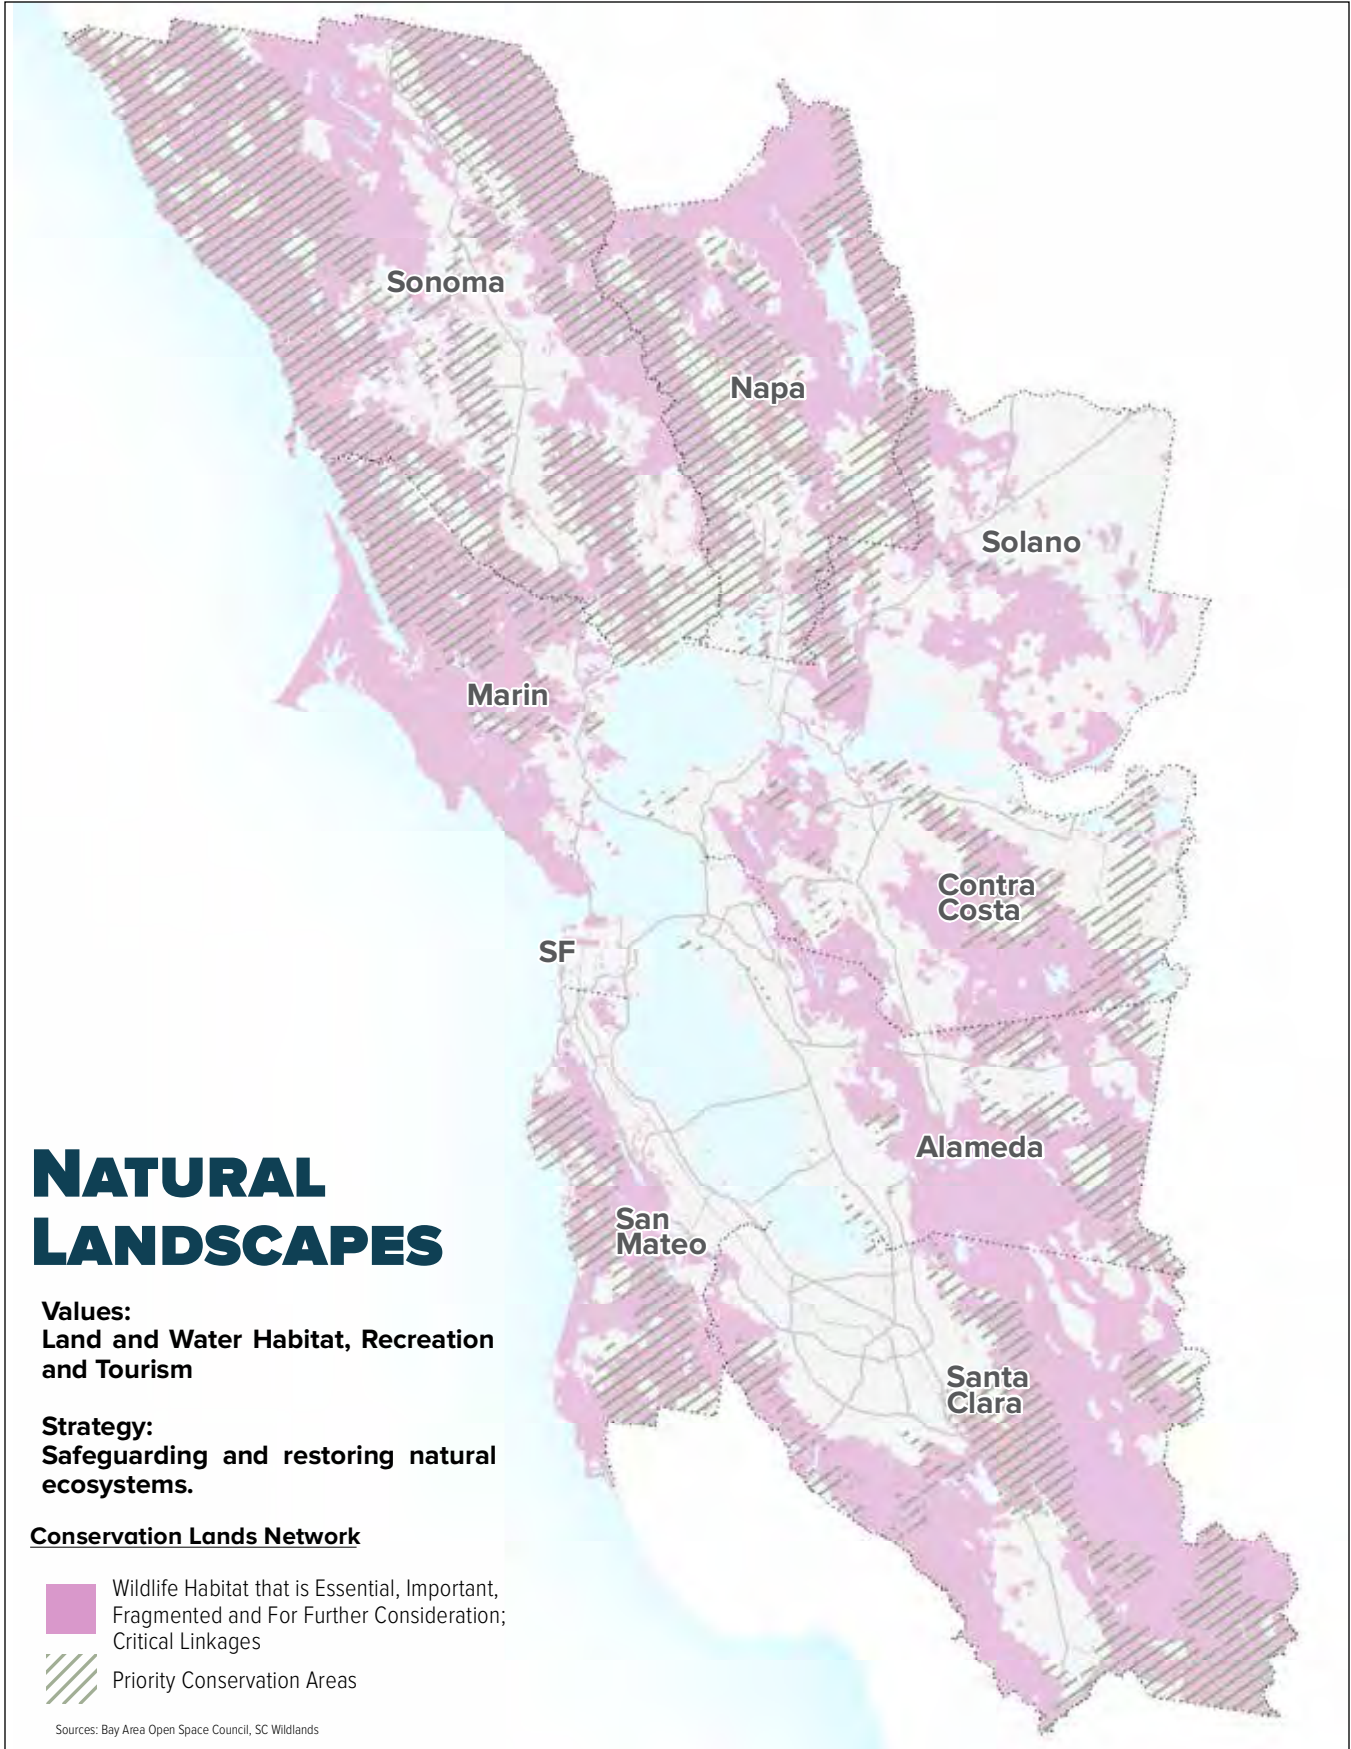 Sonoma
Napa
Solano
Marin
Contra
Costa
SF
Alameda
San
Mateo
Santa
Clara
NATURAL
LANDSCAPES
Values:
Land and Water Habitat, Recreation
and Tourism
Strategy:
Safeguarding and restoring natural
ecosystems.
Conservation Lands Network
Wildlife Habitat that is Essential, Important,
Fragmented and For Further Consideration;
Critical Linkages
Priority Conservation Areas
Sources: Bay Area Open Space Council, SC Wildlands